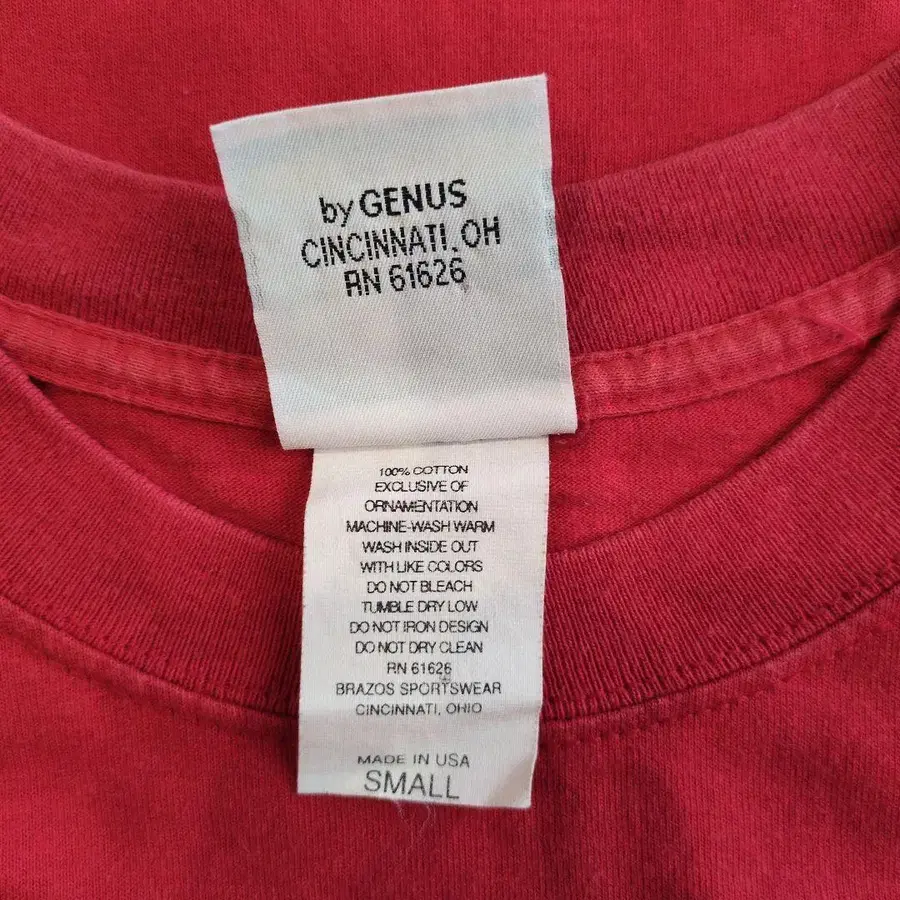 by GENUS
CINCINNATI, OH
RN 61626
100% COTTON
EXCLUSIVE OF
ORNAMENTATION
MACHINE-WASH WARM
WASH INSIDE OUT
WITH LIKE COLORS
DO NOT BLEACH
TUMBLE DRY LOW
DO NOT IRON DESIGN
DO NOT DRY CLEAN
RN 61626
BRAZOS SPORTSWEAR
CINCINNATI, OHIO
MADE IN USA
SMALL